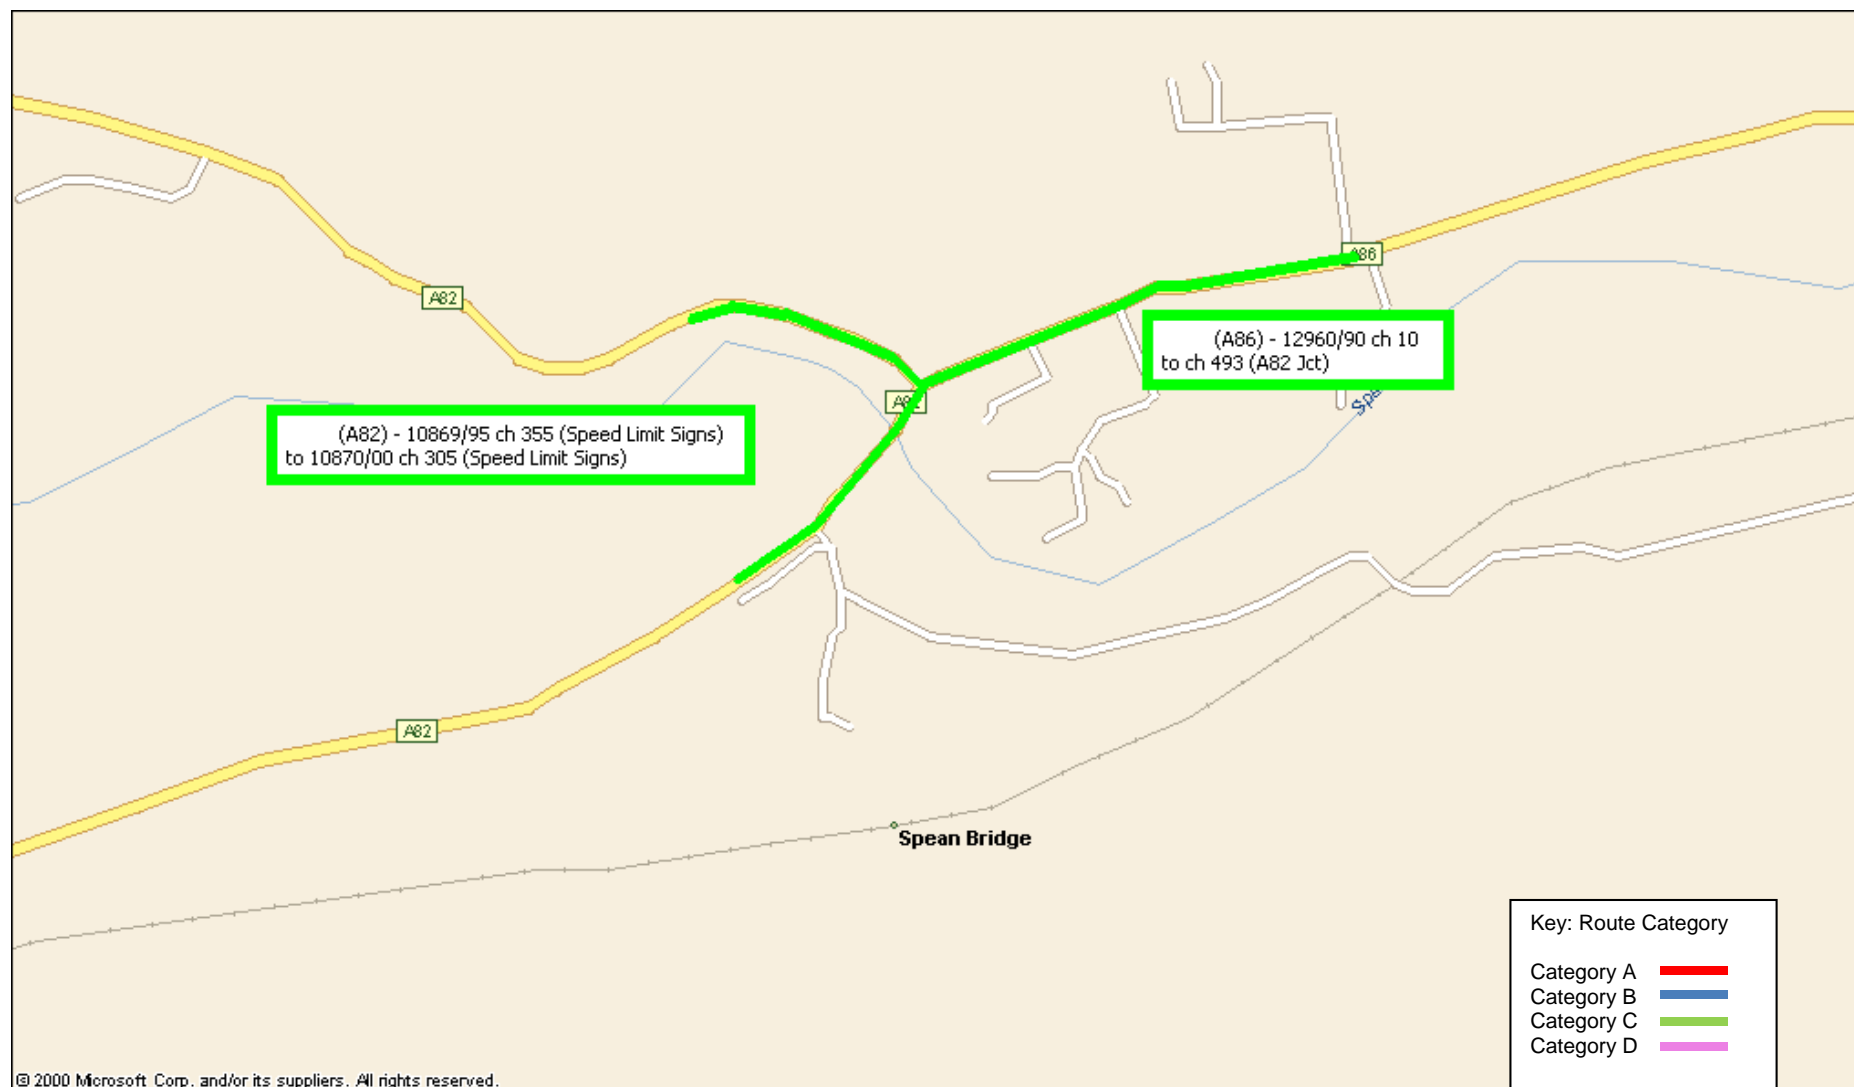 A82
A86
(A86) - 12960/90 ch 10
to ch 493 (A82 Jct)
(A82) - 10869/95 ch 355 (Speed Limit Signs)
to 10870/00 ch 305 (Speed Limit Signs)
A82
Spean Bridge
Key: Route Category
Category A
Category B
Category C
Category D
© 2000 Microsoft Corp. and/or its suppliers. All rights reserved.